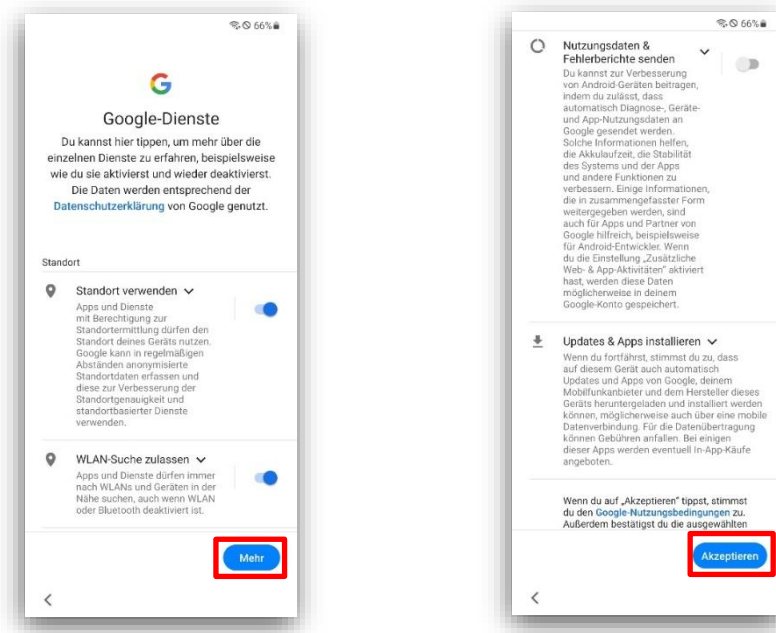 66%
Google-Dienste
Du kannst hier tippen, um mehr über die
einzelnen Dienste zu erfahren, beispielsweise
wie du sie aktivierst und wieder deaktivierst.
Die Daten werden entsprechend der
Datenschutzerklärung von Google genutzt.
Standort
Standort verwenden
Apps und Dienste
mit Berechtigung zur
Standortermittlung dürfen den
Standort deines Geräts nutzen.
Google kann in regelmäßigen
Abständen anonymisierte
Standortdaten erfassen und
diese zur Verbesserung der
Standortgenauigkeit und
standortbasierter Dienste
verwenden.
WLAN-Suche zulassen
Apps und Dienste dürfen immer
nach WLANs und Geräten in der
Nähe suchen, auch wenn WLAN
oder Bluetooth deaktiviert ist.
Mehr
66%
Nutzungsdaten &
Fehlerberichte senden
Du kannst zur Verbesserung
von Android-Geräten beitragen,
indem du zulässt, dass
automatisch Diagnose-, Geräte-
und App-Nutzungsdaten an
Google gesendet werden.
Solche Informationen helfen,
die Akkulaufzeit, die Stabilität
des Systems und der Apps
und andere Funktionen zu
verbessern. Einige Informationen,
die in zusammengefasster Form
weitergegeben werden, sind
auch für Apps und Partner von
Google hilfreich, beispielsweise
für Android-Entwickler. Wenn
du die Einstellung „Zusätzliche
Web- & App-Aktivitäten" aktiviert
hast, werden diese Daten
möglicherweise in deinem
Google-Konto gespeichert.
Updates & Apps installieren
Wenn du fortfährst, stimmst du zu, dass
auf diesem Gerät auch automatisch
Updates und Apps von Google, deinem
Mobilfunkanbieter und dem Hersteller dieses
Geräts heruntergeladen und installiert werden
können, möglicherweise auch über eine mobile
Datenverbindung. Für die Datenübertragung
können Gebühren anfallen. Bei einigen
dieser Apps werden eventuell In-App-Käufe
angeboten.
Wenn du auf „Akzeptieren" tippst, stimmst
du den Google-Nutzungsbedingungen zu.
Außerdem bestätigst du die ausgewählten
Akzeptieren